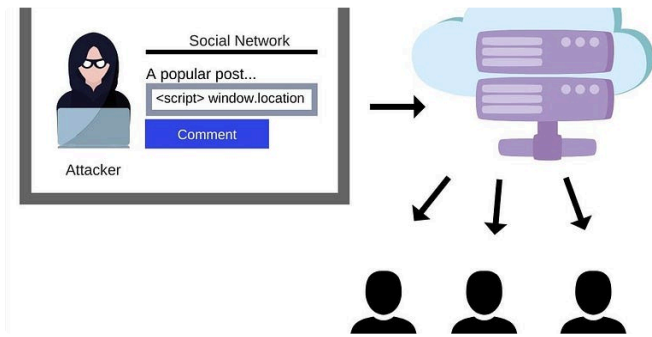 Social Network
A popular post...
<script> window.location
Comment
Attacker